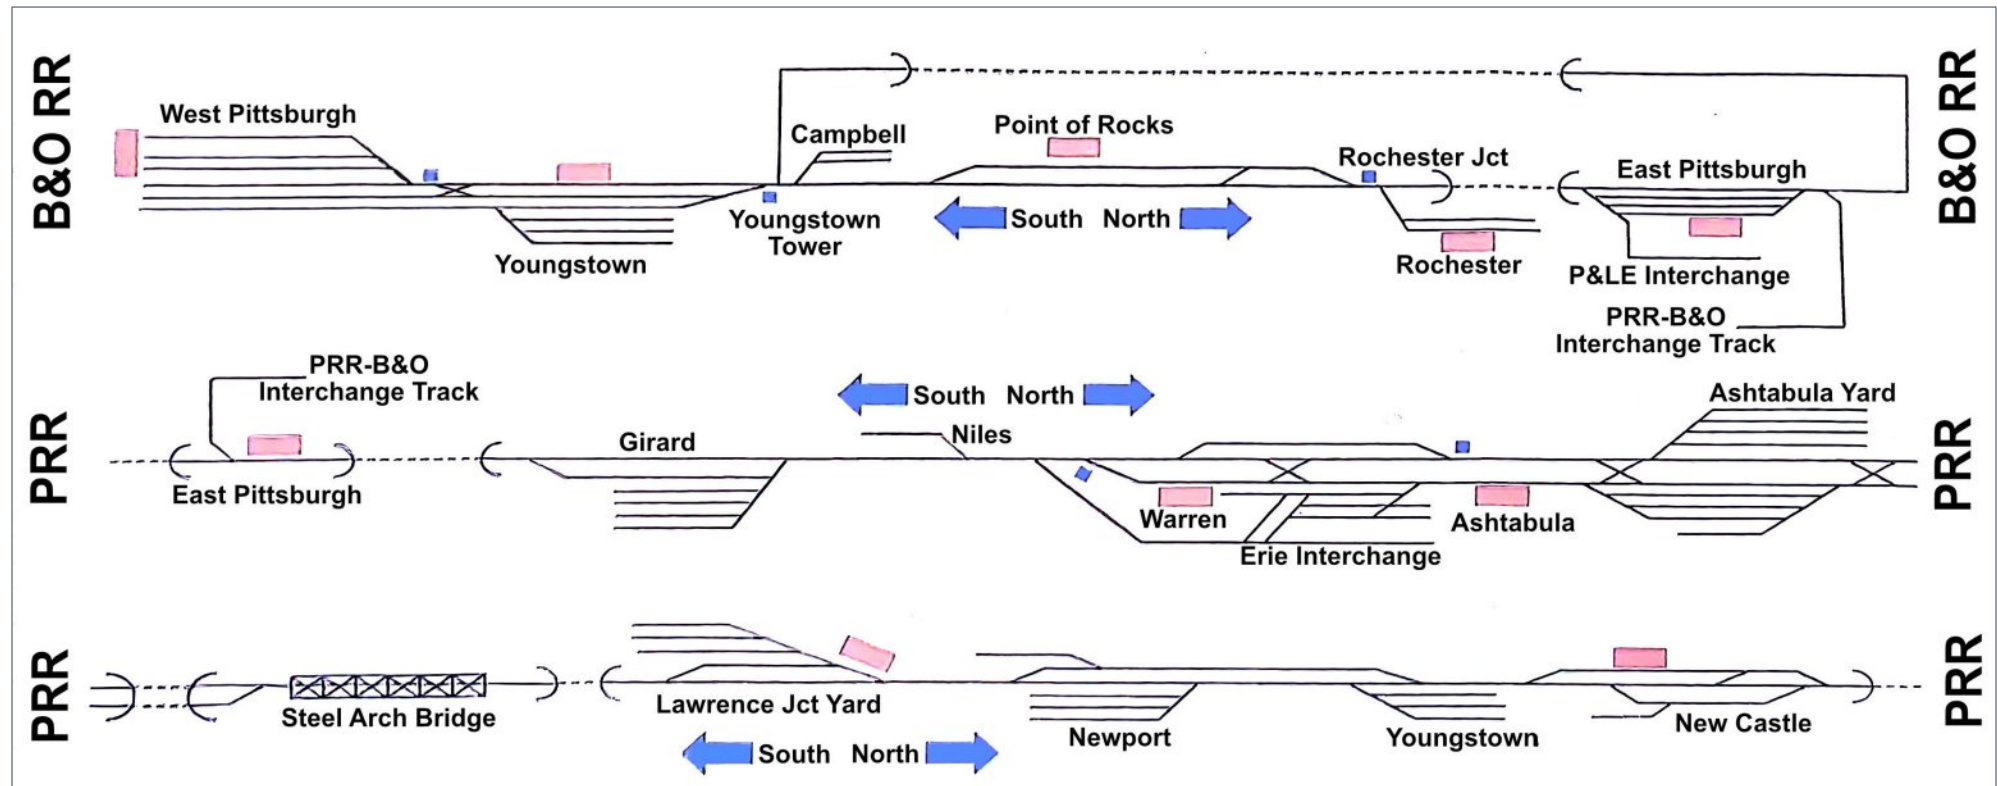 B&O RR
B&O RR
West Pittsburgh
Campbell
Point of Rocks
Rochester Jct
East Pittsburgh
Youngstown
Tower
South North
Youngstown
Rochester
P&LE Interchange
PRR-B&O
Interchange Track
PRR
PRR
PRR-B&O
Interchange Track
South North
Ashtabula Yard
Girard
Niles
East Pittsburgh
Warren
Ashtabula
Erie Interchange
PRR
PRR
Steel Arch Bridge
Lawrence Jct Yard
Newport
Youngstown
New Castle
South North